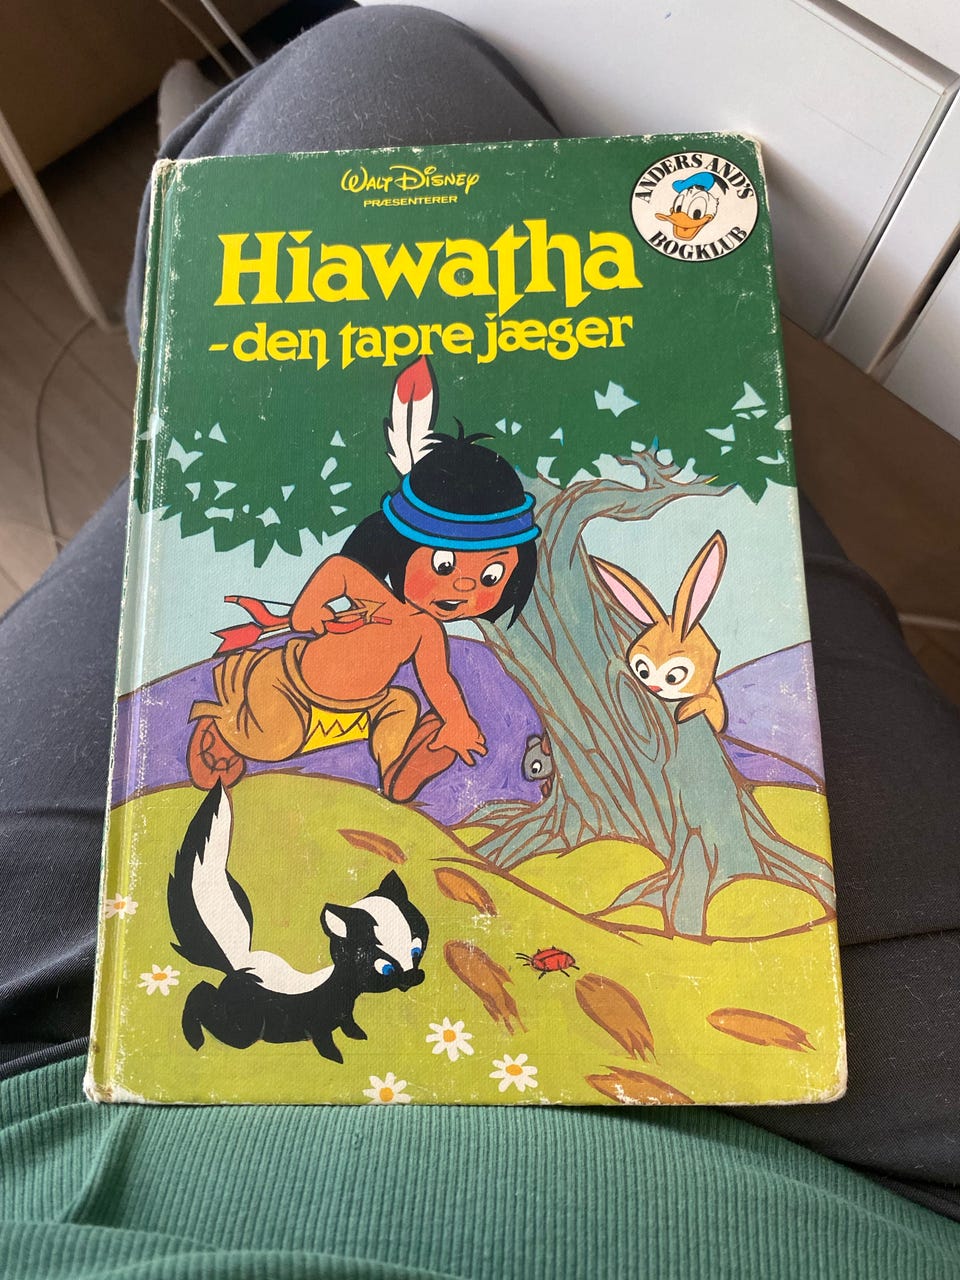 WALT DISNEY
PRÆSENTERER
ANDERS AND'S
BOGKLUB
Hiawatha
-den tapre jæger